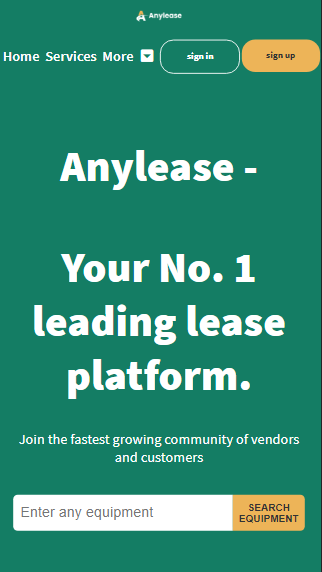 Anylease
Home Services More sign in sign up
Anylease -
Your No. 1
leading lease
platform.
Join the fastest growing community of vendors
and customers
Enter any equipment
SEARCH
EQUIPMENT